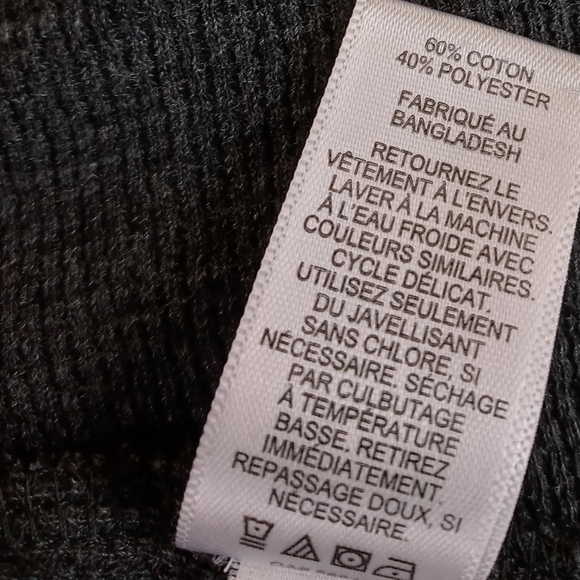 60% COTON
40% POLYESTER
FABRIQUÉ AU
BANGLADESH
RETOURNEZ LE
VÊTEMENT À L'ENVERS.
LAVER À LA MACHINE
À L'EAU FROIDE AVEC
COULEURS SIMILAIRES.
CYCLE DÉLICAT.
UTILISEZ SEULEMENT
DU JAVELLISANT
SANS CHLORE, SI
NÉCESSAIRE. SÉCHAGE
PAR CULBUTAGE
À TEMPÉRATURE
BASSE. RETIREZ
IMMÉDIATEMENT.
REPASSAGE DOUX, SI
NÉCESSAIRE.